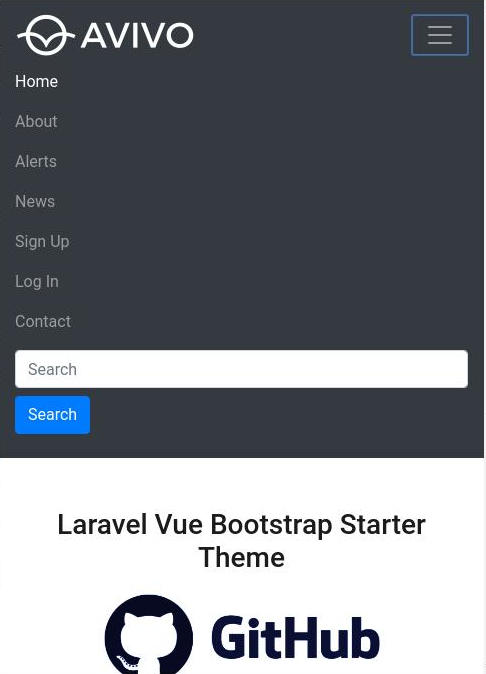 AVIVO
Home
About
Alerts
News
Sign Up
Log In
Contact
Search
Search
Laravel Vue Bootstrap Starter
Theme
GitHub